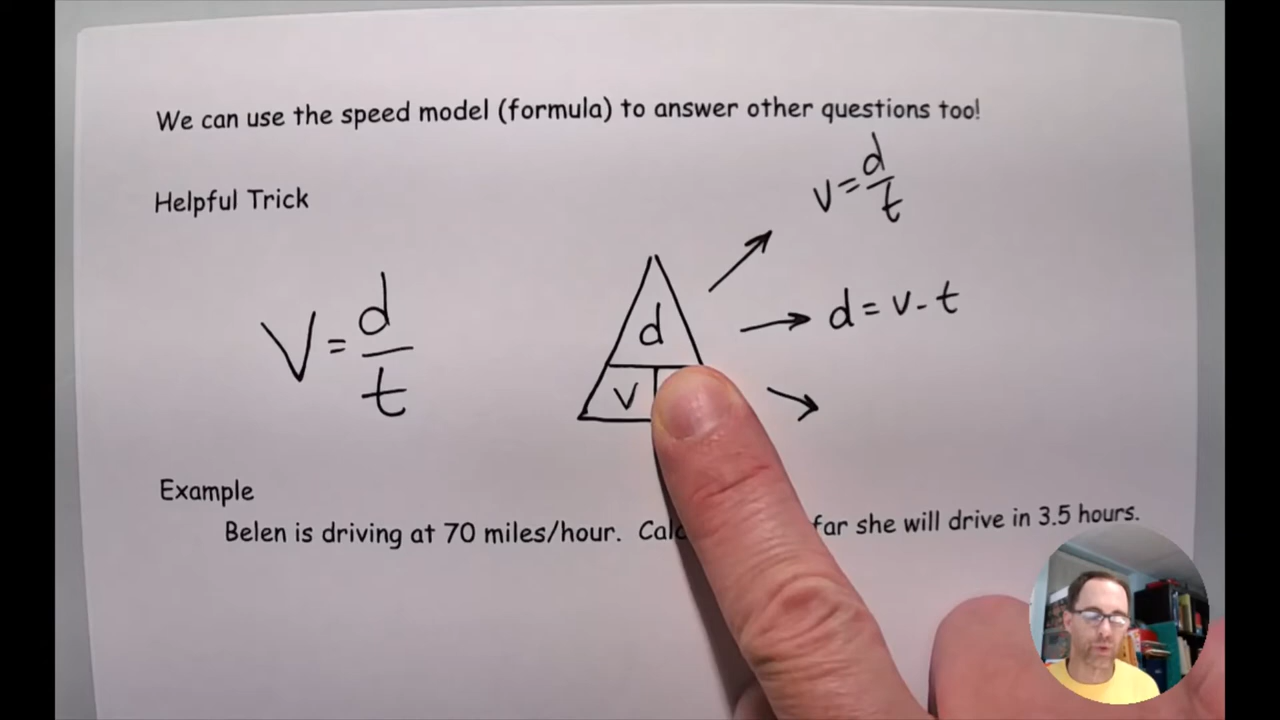 We can use the speed model (formula) to answer other questions too!
Helpful Trick
v = d/t
V = d/t
d
v
d = v - t
Example
Belen is driving at 70 miles/hour. Calc far she will drive in 3.5 hours.